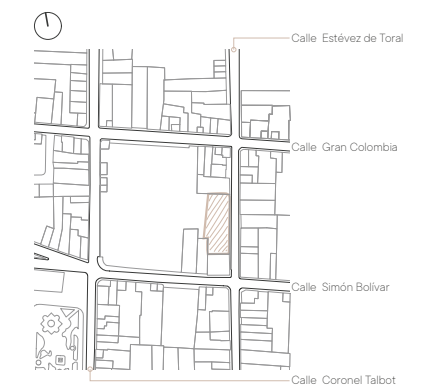 Calle Estévez de Toral
Calle Gran Colombia
Calle Simón Bolívar
Calle Coronel Talbot